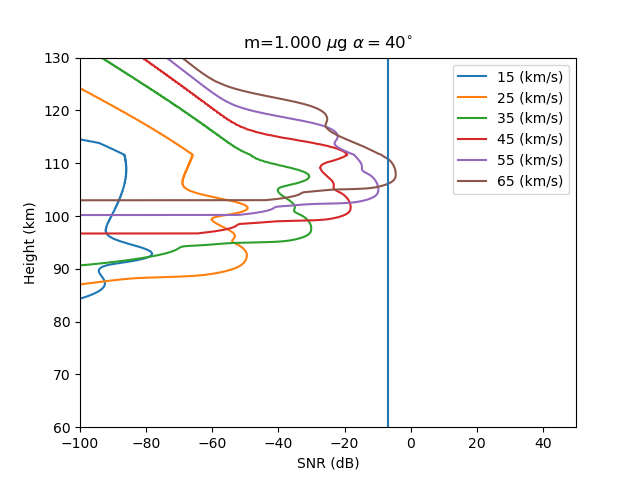 m=1.000 μg α = 40°
130
120
110
100
90
80
70
60
Height (km)
−100
−80
−60
−40
−20
0
20
40
SNR (dB)
15 (km/s)
25 (km/s)
35 (km/s)
45 (km/s)
55 (km/s)
65 (km/s)